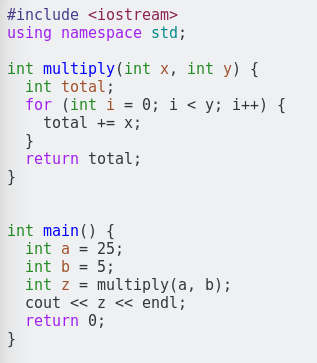 #include <iostream>
using namespace std;

int multiply(int x, int y) {
  int total;
  for (int i = 0; i < y; i++) {
    total += x;
  }
  return total;
}


int main() {
  int a = 25;
  int b = 5;
  int z = multiply(a, b);
  cout << z << endl;
  return 0;
}